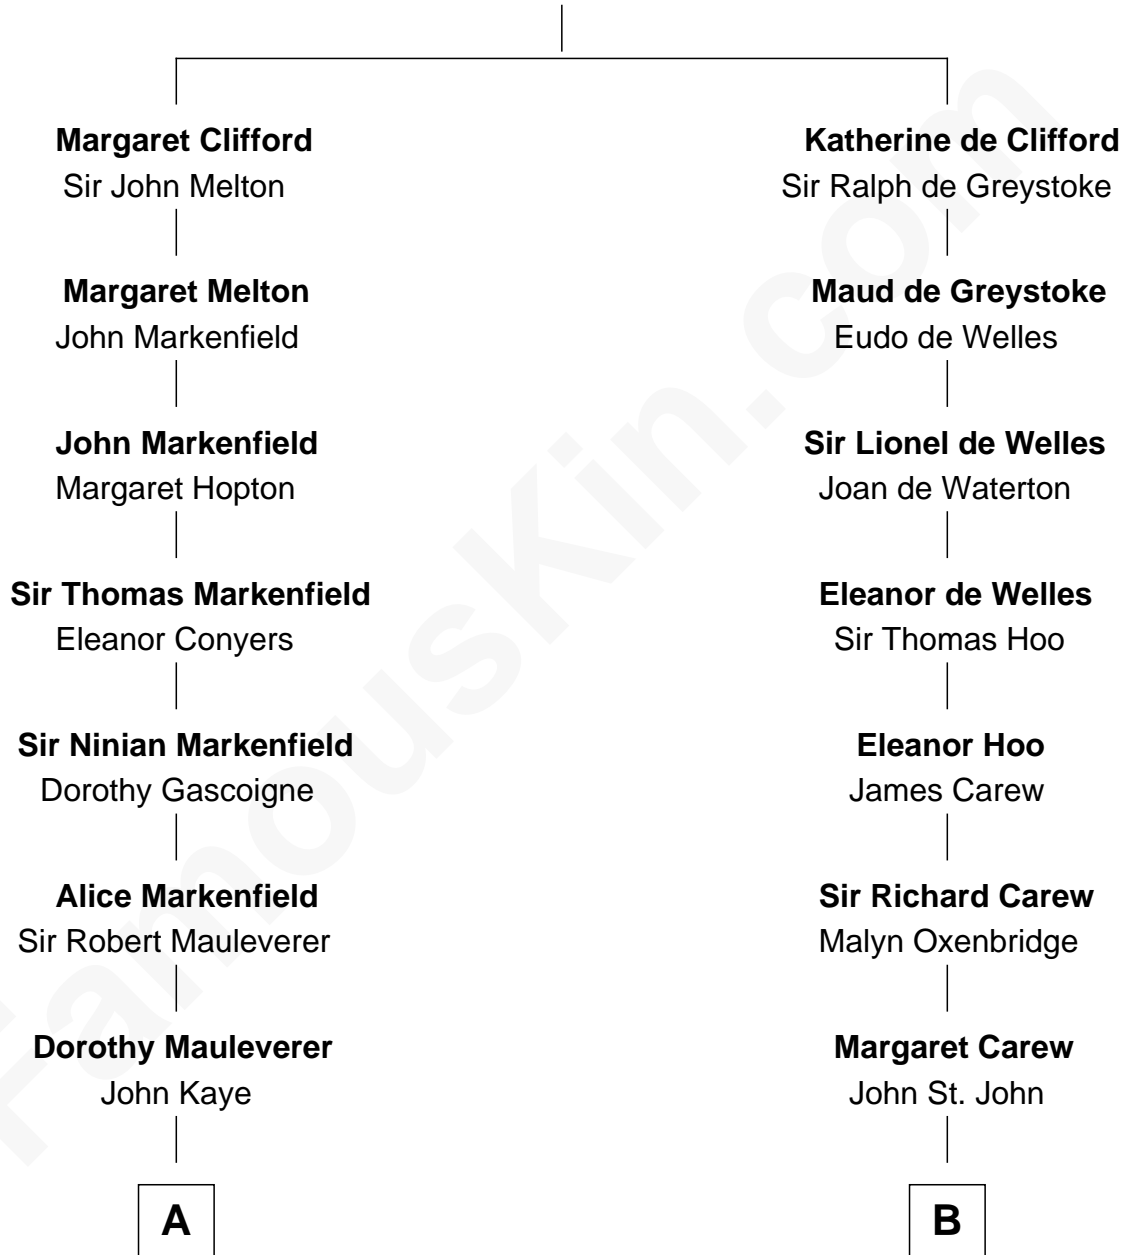 Margaret Clifford
Sir John Melton
Margaret Melton
John Markenfield
John Markenfield
Margaret Hopton
Sir Thomas Markenfield
Eleanor Conyers
Sir Ninian Markenfield
Dorothy Gascoigne
Alice Markenfield
Sir Robert Mauleverer
Dorothy Mauleverer
John Kaye
A
Katherine de Clifford
Sir Ralph de Greystoke
Maud de Greystoke
Eudo de Welles
Sir Lionel de Welles
Joan de Waterton
Eleanor de Welles
Sir Thomas Hoo
Eleanor Hoo
James Carew
Sir Richard Carew
Malyn Oxenbridge
Margaret Carew
John St. John
B
FamousKin.com